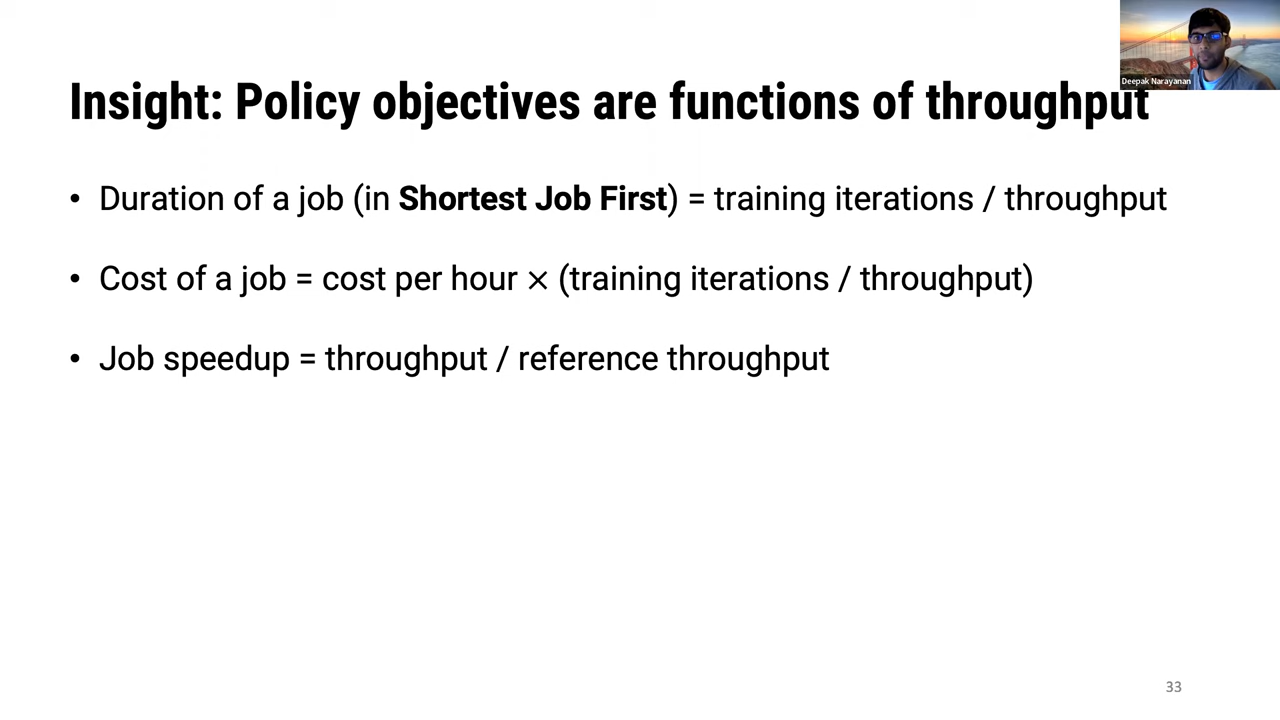 Deepak Narayanan
Insight: Policy objectives are functions of throughput
• Duration of a job (in Shortest Job First) = training iterations / throughput
• Cost of a job = cost per hour × (training iterations / throughput)
• Job speedup = throughput / reference throughput
33